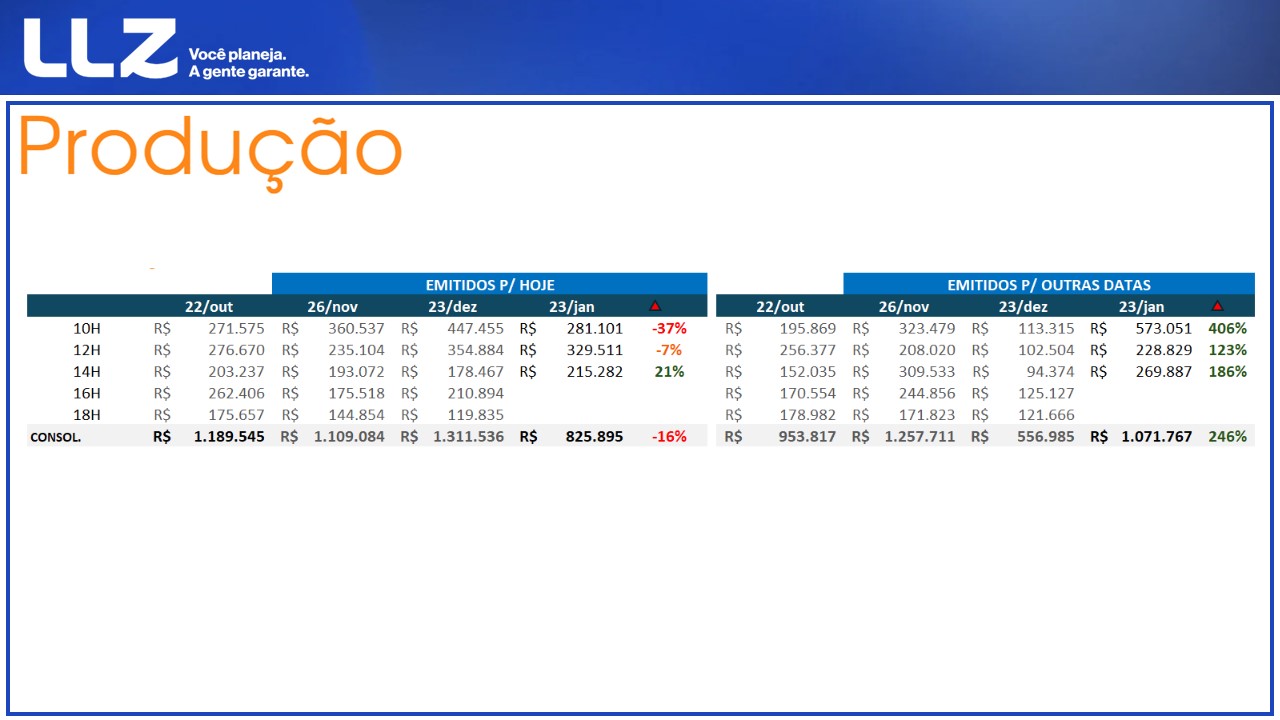 LLZ
Você planeja.
A gente garante.
Produção
EMITIDOS P/ HOJE EMITIDOS P/ OUTRAS DATAS
22/out 26/nov 23/dez 23/jan 22/out 26/nov 23/dez 23/jan
10H R$ 271.575 R$ 360.537 R$ 447.455 R$ 281.101 -37% R$ 195.869 R$ 323.479 R$ 113.315 R$ 573.051 406%
12H R$ 276.670 R$ 235.104 R$ 354.884 R$ 329.511 -7% R$ 256.377 R$ 208.020 R$ 102.504 R$ 228.829 123%
14H R$ 203.237 R$ 193.072 R$ 178.467 R$ 215.282 21% R$ 152.035 R$ 309.533 R$ 94.374 R$ 269.887 186%
16H R$ 262.406 R$ 175.518 R$ 210.894 R$ 170.554 R$ 244.856 R$ 125.127
18H R$ 175.657 R$ 144.854 R$ 119.835 R$ 178.982 R$ 171.823 R$ 121.666
CONSOL. R$ 1.189.545 R$ 1.109.084 R$ 1.311.536 R$ 825.895 -16% R$ 953.817 R$ 1.257.711 R$ 556.985 R$ 1.071.767 246%